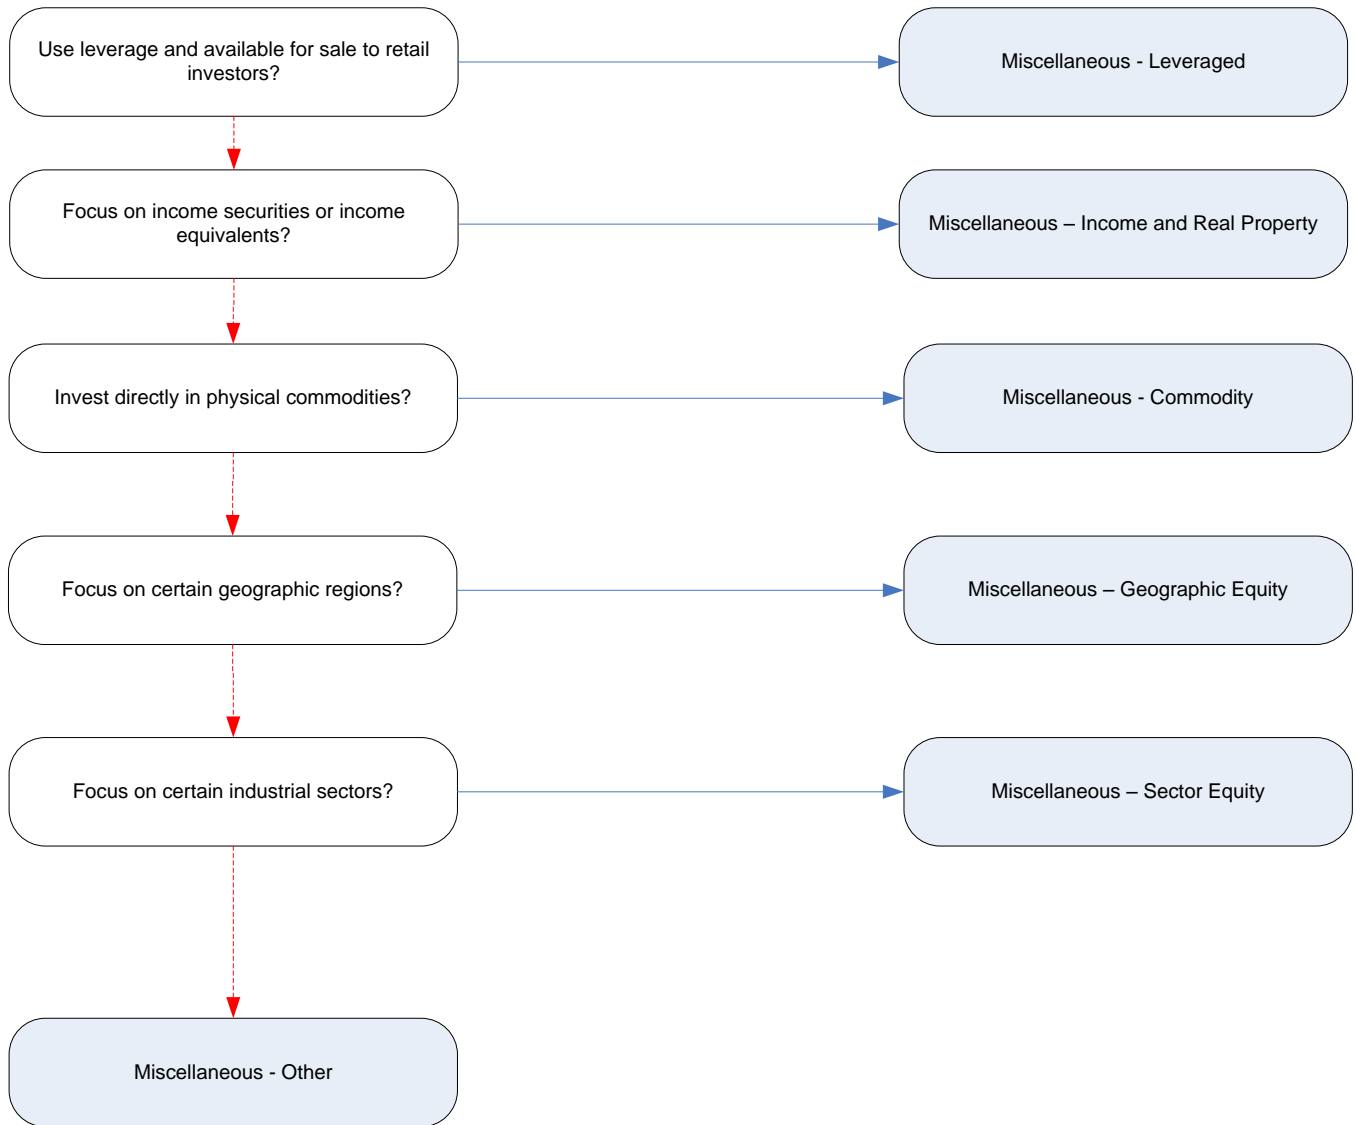 Use leverage and available for sale to retail
investors?
Miscellaneous - Leveraged
Focus on income securities or income
equivalents?
Miscellaneous – Income and Real Property
Invest directly in physical commodities?
Miscellaneous - Commodity
Focus on certain geographic regions?
Miscellaneous – Geographic Equity
Focus on certain industrial sectors?
Miscellaneous – Sector Equity
Miscellaneous - Other